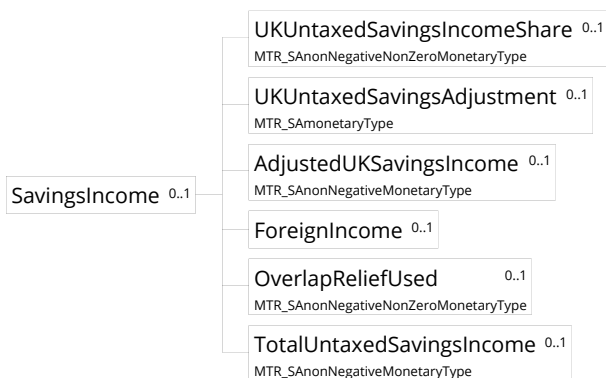 UKUntaxedSavingsIncomeShare 0..1
MTR_SAnonNegativeNonZeroMonetaryType
UKUntaxedSavingsAdjustment 0..1
MTR_SAmonetaryType
AdjustedUKSavingsIncome 0..1
MTR_SAnonNegativeMonetaryType
SavingsIncome 0..1
ForeignIncome 0..1
OverlapReliefUsed 0..1
MTR_SAnonNegativeNonZeroMonetaryType
TotalUntaxedSavingsIncome 0..1
MTR_SAnonNegativeMonetaryType